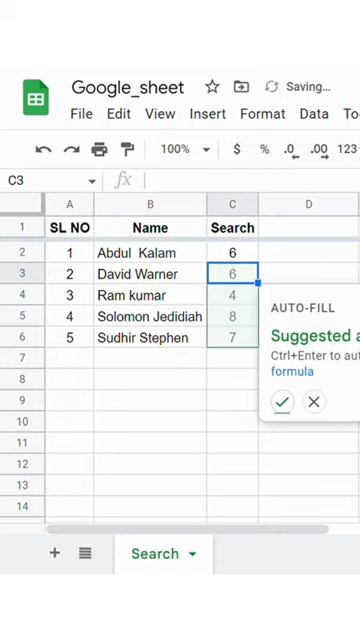 Google_sheet Saving...
File Edit View Insert Format Data
100% $ % .0 .00 123
C3 fx
A B C D
1 SL NO Name Search
2 1 Abdul  Kalam 6
3 2 David Warner 6
4 3 Ram kumar 4
5 4 Solomon Jedidiah 8
6 5 Sudhir Stephen 7
7
8
9
10
11
12
13
14
AUTO-FILL
Suggested
Ctrl+Enter to
formula
Search